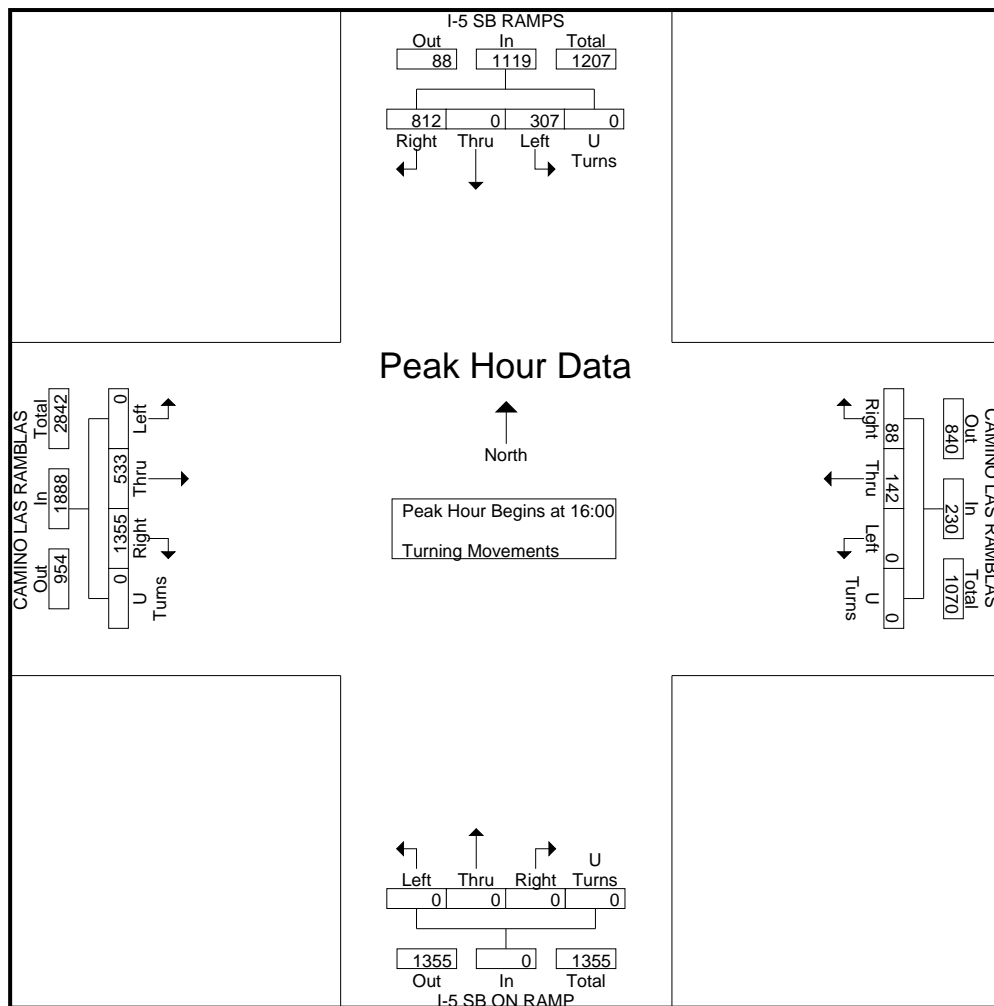 I-5 SB RAMPS
Out In Total
88 1119 1207
812 0 307 0
Right Thru Left U
Turns
Peak Hour Data
North
Peak Hour Begins at 16:00
Turning Movements
CAMINO LAS RAMBLAS
Total In Out
2842 1888 954
0 533 1355 0
Left Thru Right U
Turns
CAMINO LAS RAMBLAS
Out In Total
840 230 1070
88 142 0 0
Right Thru Left U
Turns
U
Left Thru Right Turns
0 0 0 0
1355 0 1355
Out In Total
I-5 SB ON RAMP